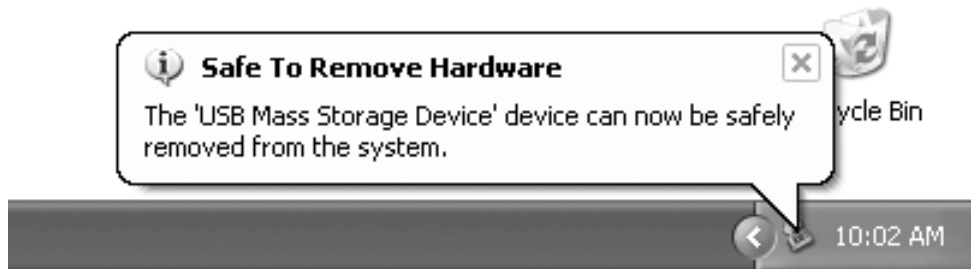 Safe To Remove Hardware
The 'USB Mass Storage Device' device can now be safely
removed from the system.
ycle Bin
10:02 AM